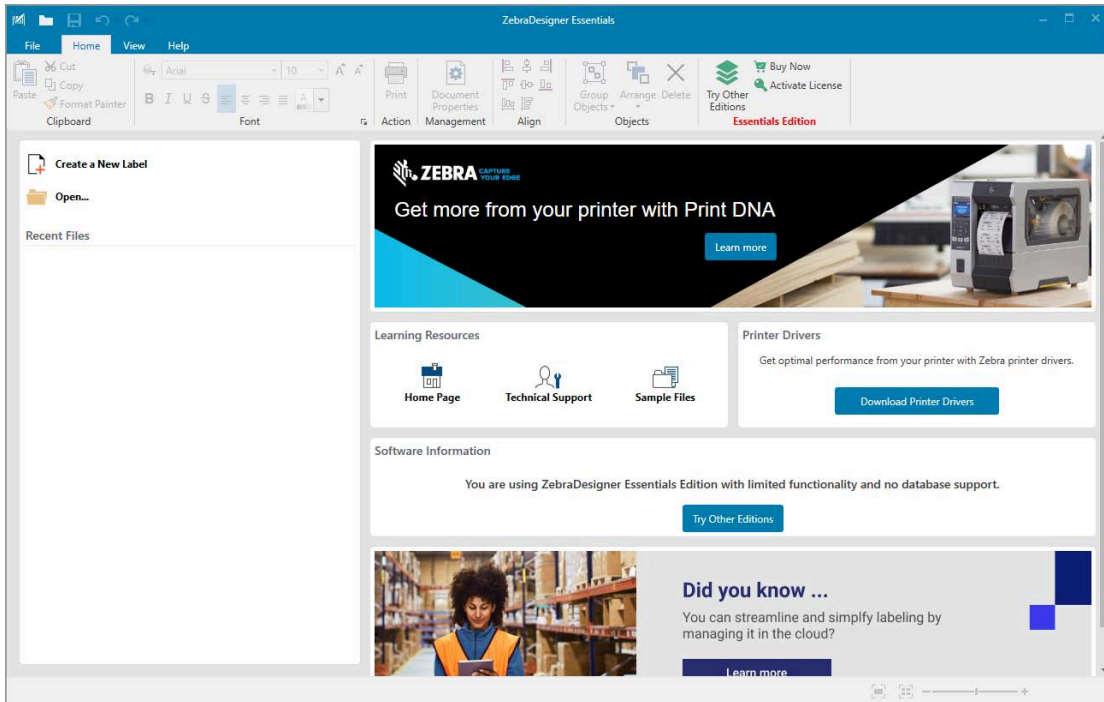 ZebraDesigner Essentials
File Home View Help
Paste
Cut
Copy
Format Painter
Clipboard
Arial 10
B I U S
Font
Print
Action
Document
Properties
Management
Align
Group
Objects
Arrange
Delete
Objects
Try Other
Editions
Buy Now
Activate License
Essentials Edition
Create a New Label
Open...
Recent Files
ZEBRA CAPTURE
YOUR EDGE
Get more from your printer with Print DNA
Learn more
Learning Resources
Home Page Technical Support Sample Files
Printer Drivers
Get optimal performance from your printer with Zebra printer drivers.
Download Printer Drivers
Software Information
You are using ZebraDesigner Essentials Edition with limited functionality and no database support.
Try Other Editions
Did you know ...
You can streamline and simplfy labeling by
managing it in the cloud?
Learn more